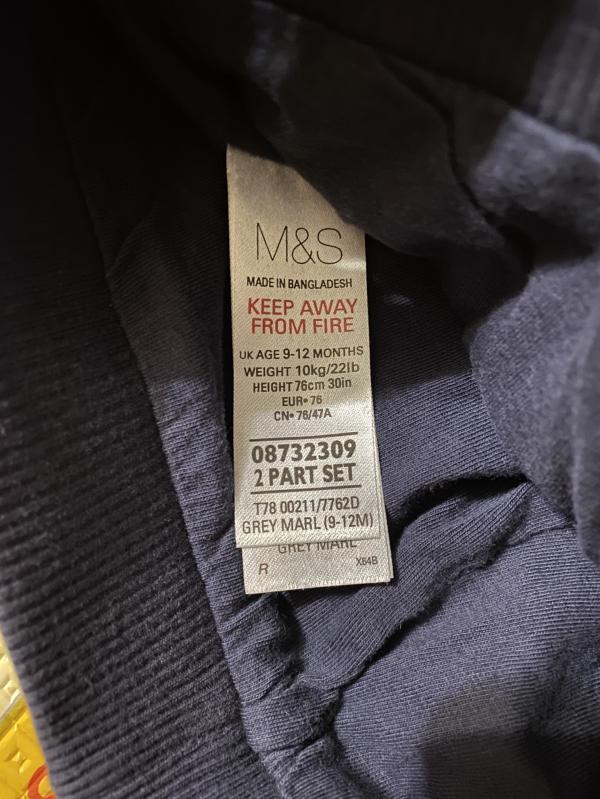 M&S
MADE IN BANGLADESH
KEEP AWAY
FROM FIRE
UK AGE 9-12 MONTHS
WEIGHT 10kg/22lb
HEIGHT 76cm 30in
EUR• 76
CN• 76/47A
08732309
2 PART SET
T78 00211/7762D
GREY MARL (9-12M)
GREY MARL
R X64B